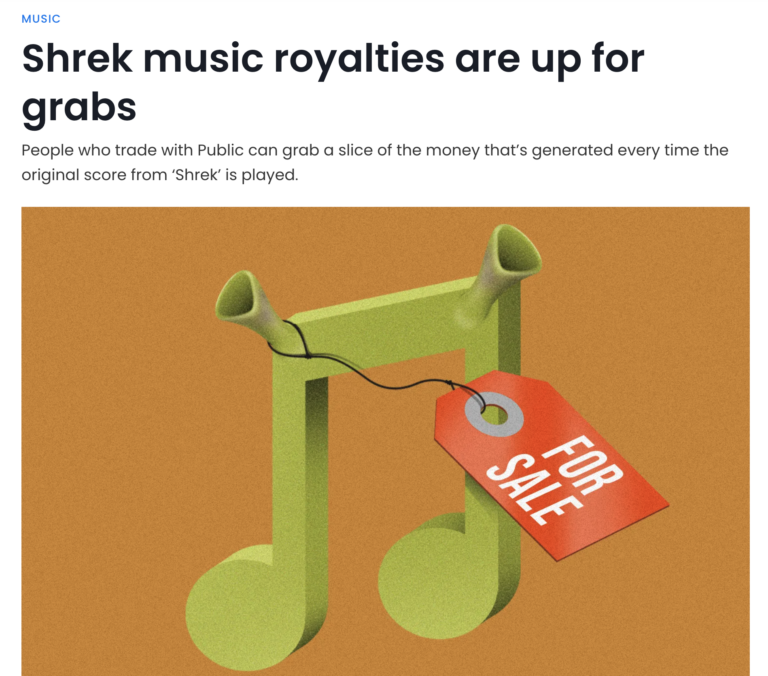 MUSIC
Shrek music royalties are up for
grabs
People who trade with Public can grab a slice of the money that’s generated every time the
original score from ‘Shrek’ is played.
FOR
SALE